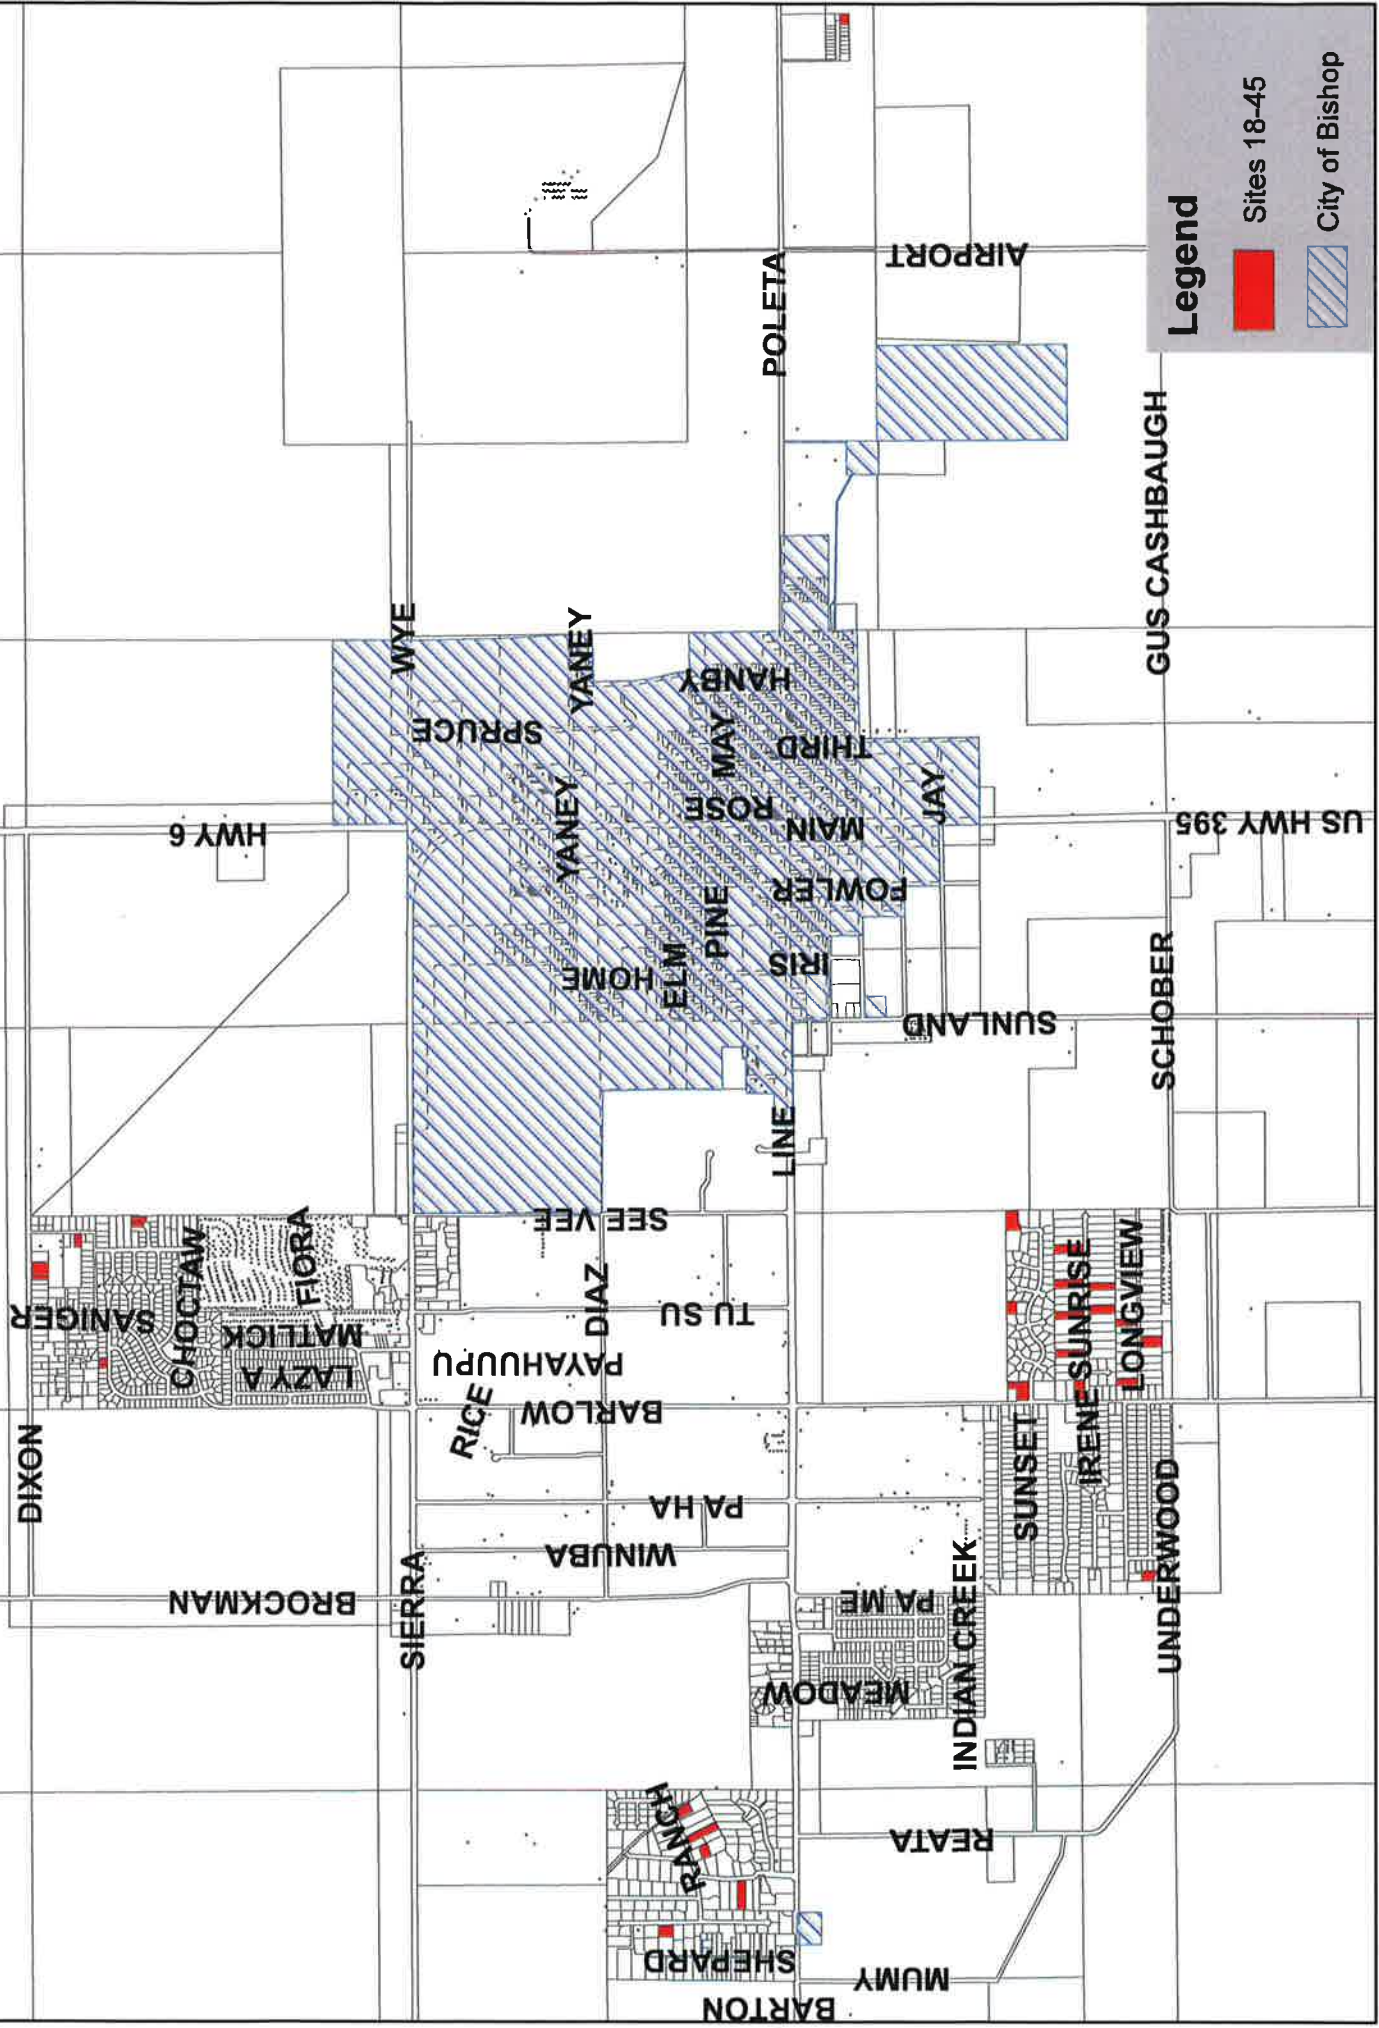 DIXON
SANIGER
CHOCTAW
FIORA
MATLICK
LAZY A
HWY 6
WYE
SPRUCE
YANEY
YANEY
BROCKMAN
SIERRA
RICE
PAYAHUUPU
BARLOW
DIAZ
SEE VEE
TU SU
PA HA
WINUBA
HOME
ELM
PINE
MAY
ROSE
HANBY
THIRD
MAIN
FOWLER
IRIS
JAY
LINE
POLETA
AIRPORT
SUNLAND
RANCH
SHEPARD
BARTON
MUMY
REATA
MEADOW
PA ME
INDIAN CREEK
SUNSET
IRENE
SUNRISE
LONGVIEW
UNDERWOOD
SCHOBER
GUS CASHBAUGH
US HWY 395
Legend
Sites 18-45
City of Bishop